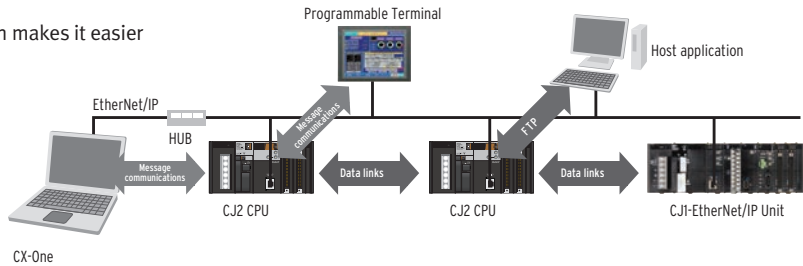 Programmable Terminal
makes it easier
Host application
EtherNet/IP
HUB
Message
communications
FTP
Message
communications
Data links
Data links
CJ2 CPU
CJ2 CPU
CJ1-EtherNet/IP Unit
CX-One